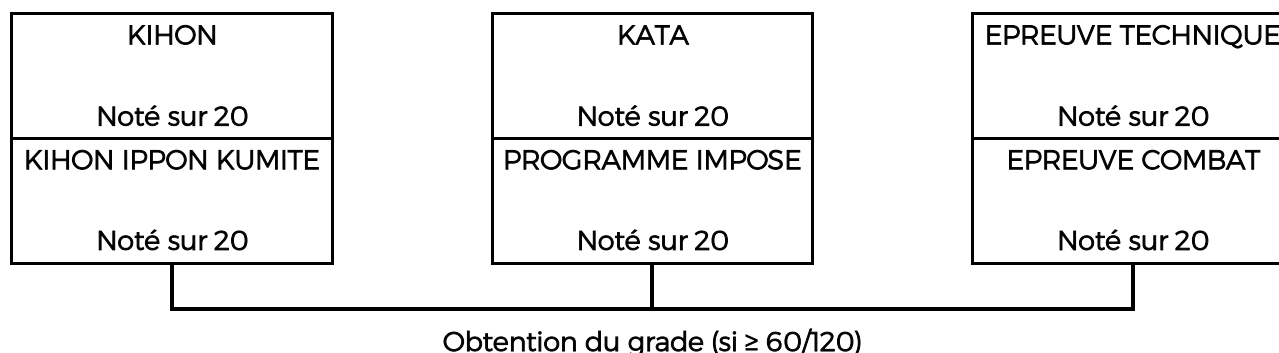 KIHON
Noté sur 20
KIHON IPPON KUMITE
Noté sur 20
KATA
Noté sur 20
PROGRAMME IMPOSE
Noté sur 20
EPREUVE TECHNIQUE
Noté sur 20
EPREUVE COMBAT
Noté sur 20
Obtention du grade (si ≥ 60/120)